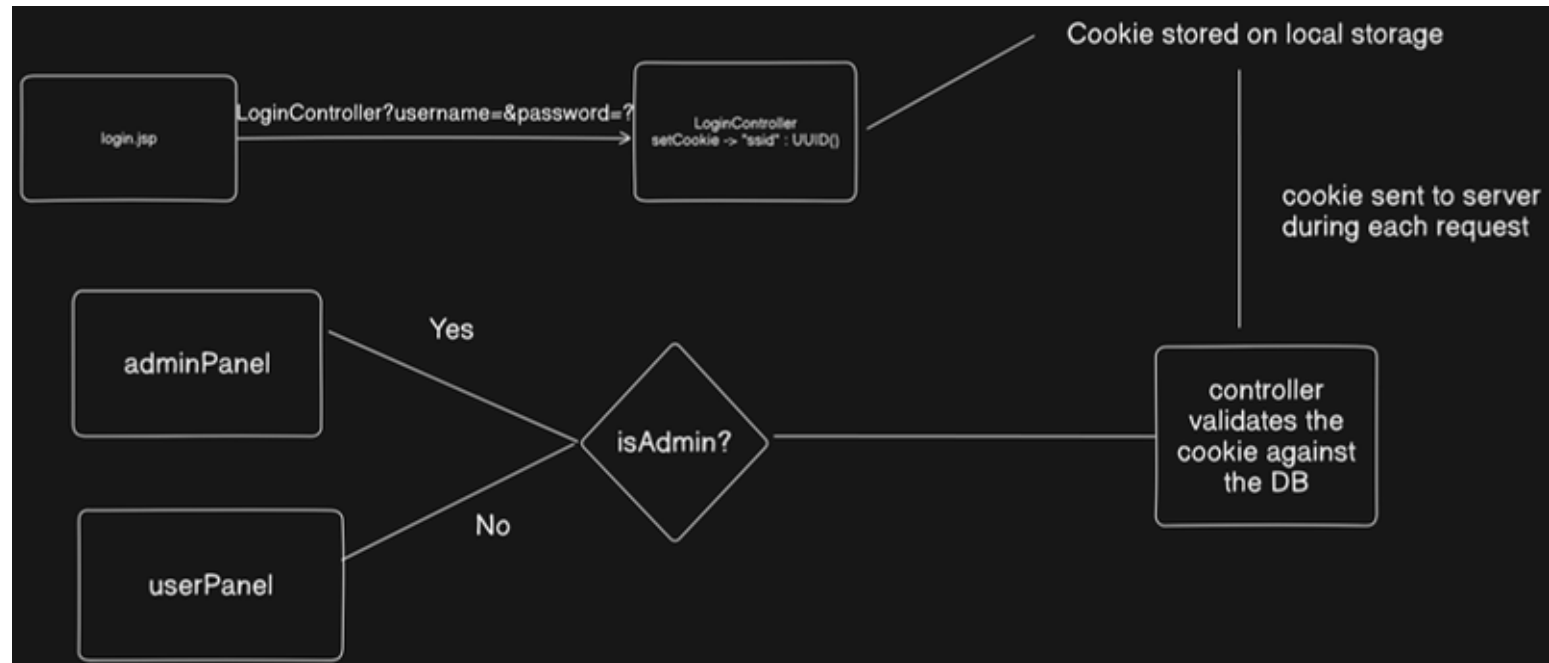 Cookie stored on local storage
login.jsp
LoginController?username=&password=?
LoginController
setCookie -> "ssid" : UUID()
cookie sent to server
during each request
adminPanel
Yes
isAdmin?
controller
validates the
cookie against
the DB
No
userPanel